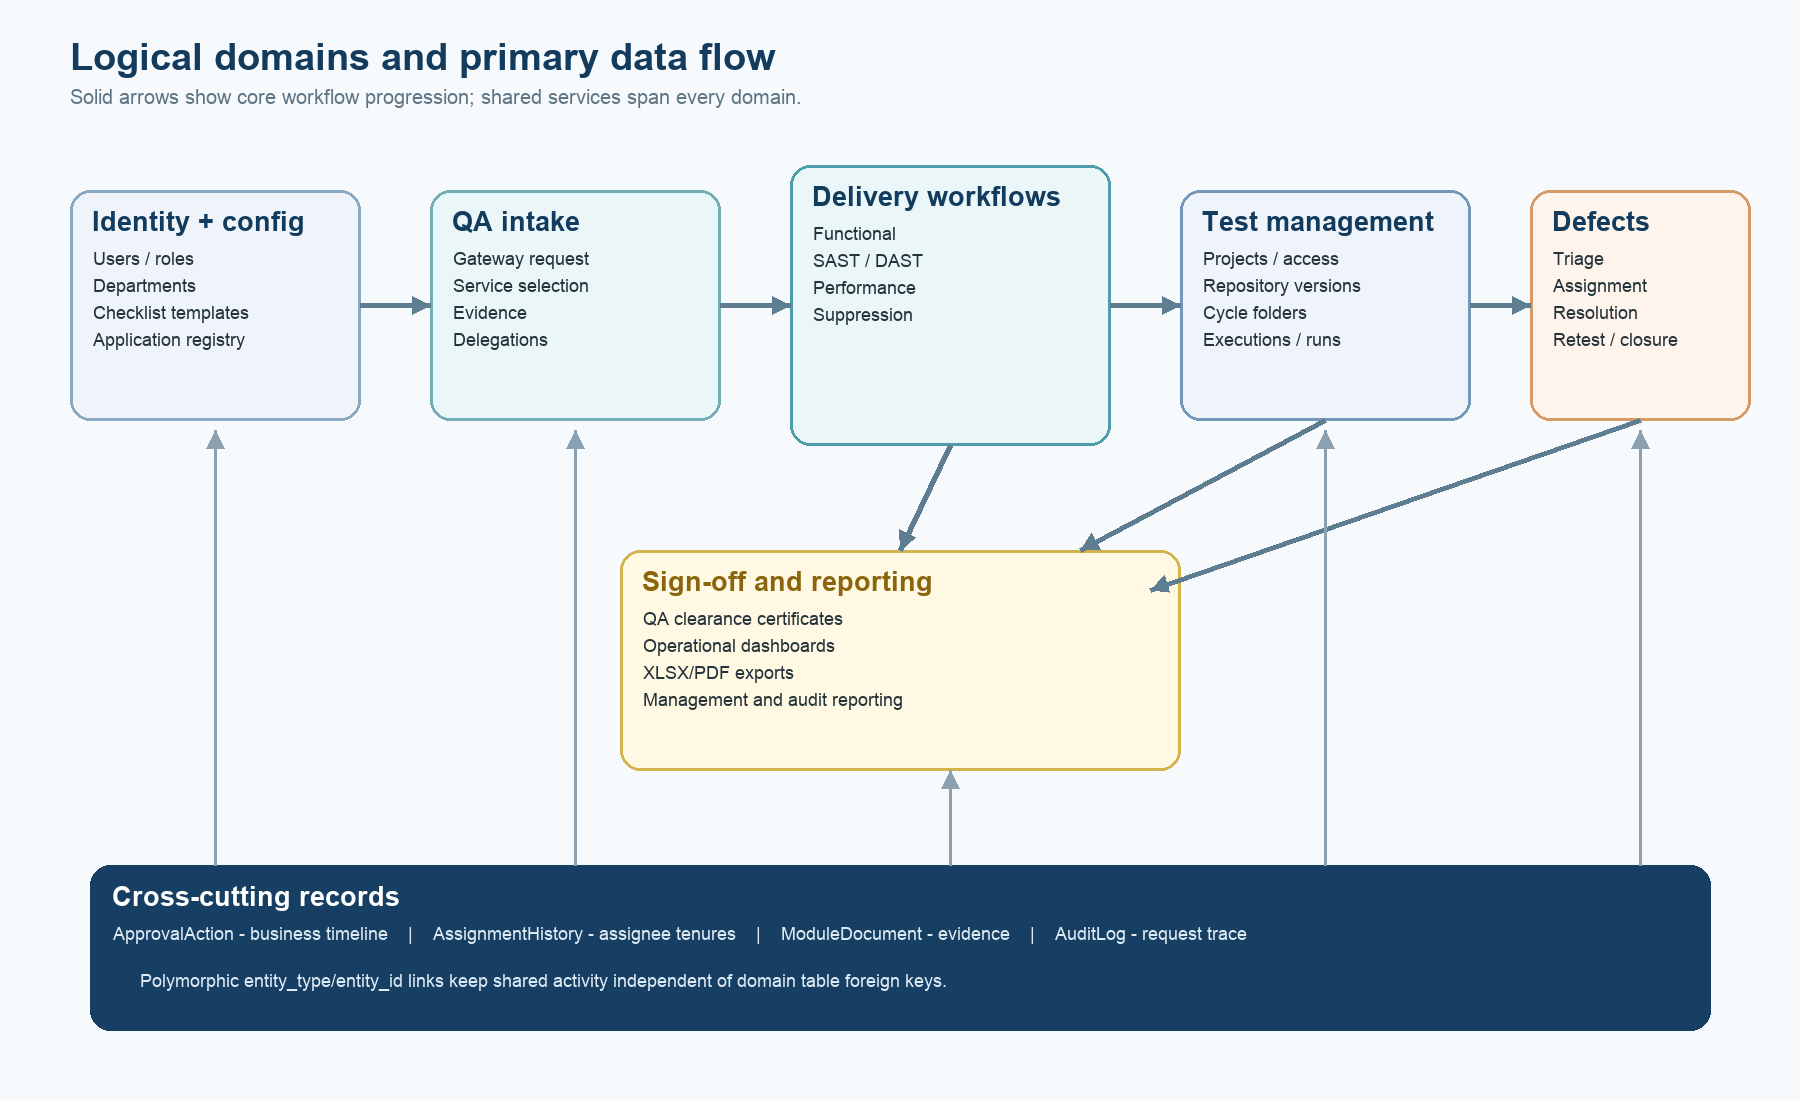 Logical domains and primary data flow
Solid arrows show core workflow progression; shared services span every domain.
Identity + config
Users / roles
Departments
Checklist templates
Application registry
QA intake
Gateway request
Service selection
Evidence
Delegations
Delivery workflows
Functional
SAST / DAST
Performance
Suppression
Test management
Projects / access
Repository versions
Cycle folders
Executions / runs
Defects
Triage
Assignment
Resolution
Retest / closure
Sign-off and reporting
QA clearance certificates
Operational dashboards
XLSX/PDF exports
Management and audit reporting
Cross-cutting records
ApprovalAction - business timeline | AssignmentHistory - assignee tenures | ModuleDocument - evidence | AuditLog - request trace
Polymorphic entity_type/entity_id links keep shared activity independent of domain table foreign keys.